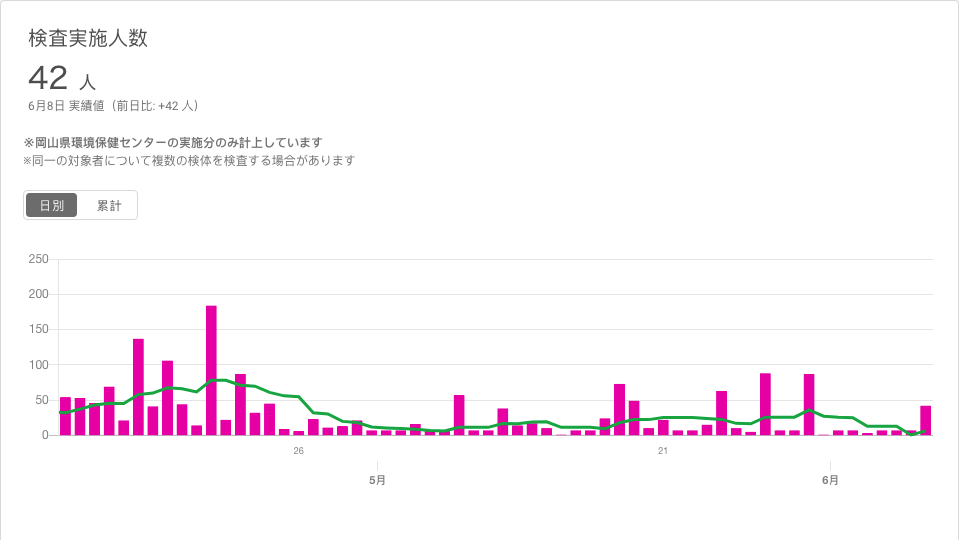 検査実施人数
42 人
6月8日 実績値（前日比: +42 人）
※岡山県環境保健センターの実施分のみ計上しています
※同一の対象者について複数の検体を検査する場合があります
日別 累計
250
200
150
100
50
0
26 21
5月 6月